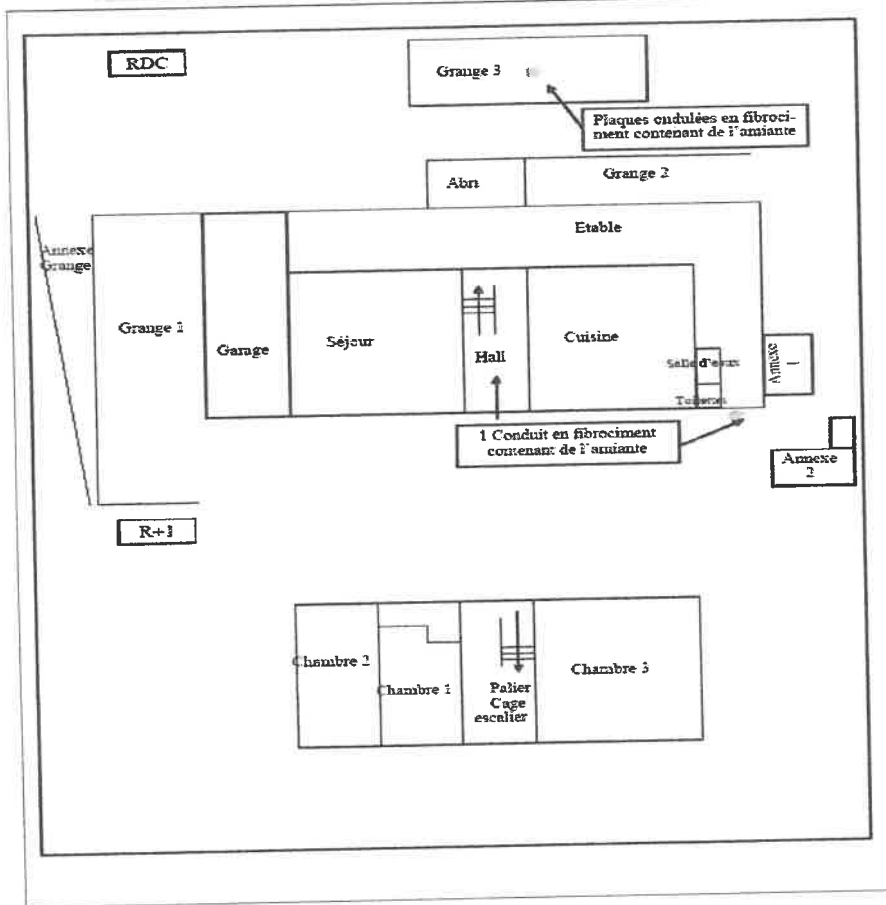 RDC
Grange 3
Plaques ondulées en fibroci-
ment contenant de l'amiante
Abri
Grange 2
Etable
Annexe
Grange
Grange 1
Garage
Séjour
Hall
Cuisine
Salle d'eaux
Toilettes
Annexe
1
1 Conduit en fibrociment
contenant de l'amiante
Annexe
2
R+1
Chambre 2
Chambre 1
Palier
Cage
escalier
Chambre 3